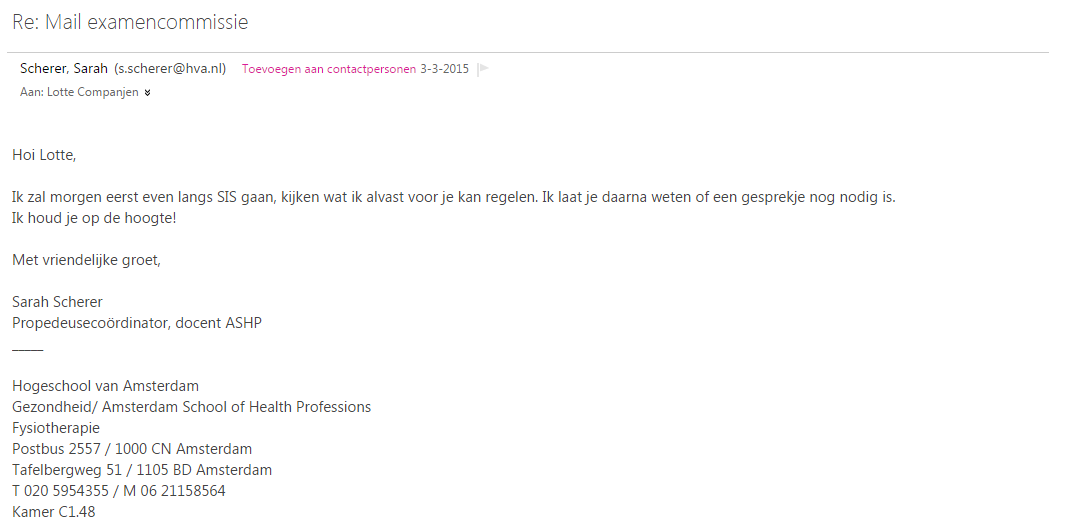 Re: Mail examencommissie
Scherer, Sarah (s.scherer@hva.nl) Toevoegen aan contactpersonen 3-3-2015
Aan: Lotte Companjen
Hoi Lotte,
Ik zal morgen eerst even langs SIS gaan, kijken wat ik alvast voor je kan regelen. Ik laat je daarna weten of een gesprekje nog nodig is.
Ik houd je op de hoogte!
Met vriendelijke groet,
Sarah Scherer
Propedeusecoördinator, docent ASHP
_____
Hogeschool van Amsterdam
Gezondheid/ Amsterdam School of Health Professions
Fysiotherapie
Postbus 2557 / 1000 CN Amsterdam
Tafelbergweg 51 / 1105 BD Amsterdam
T 020 5954355 / M 06 21158564
Kamer C1.48